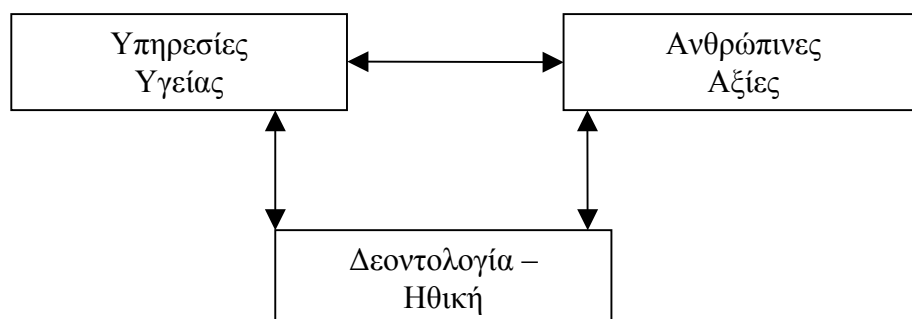 Υπηρεσίες
Υγείας
Ανθρώπινες
Αξίες
Δεοντολογία –
Ηθική